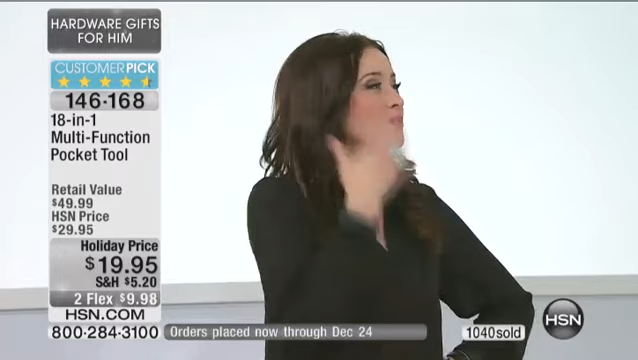 HARDWARE GIFTS
FOR HIM
CUSTOMERPICK
146-168
18-in-1
Multi-Function
Pocket Tool
Retail Value
$49.99
HSN Price
$29.95
Holiday Price
$19.95
S&H $5.20
2 Flex $9.98
HSN.COM
800-284-3100
Orders placed now through Dec 24
1040sold
HSN